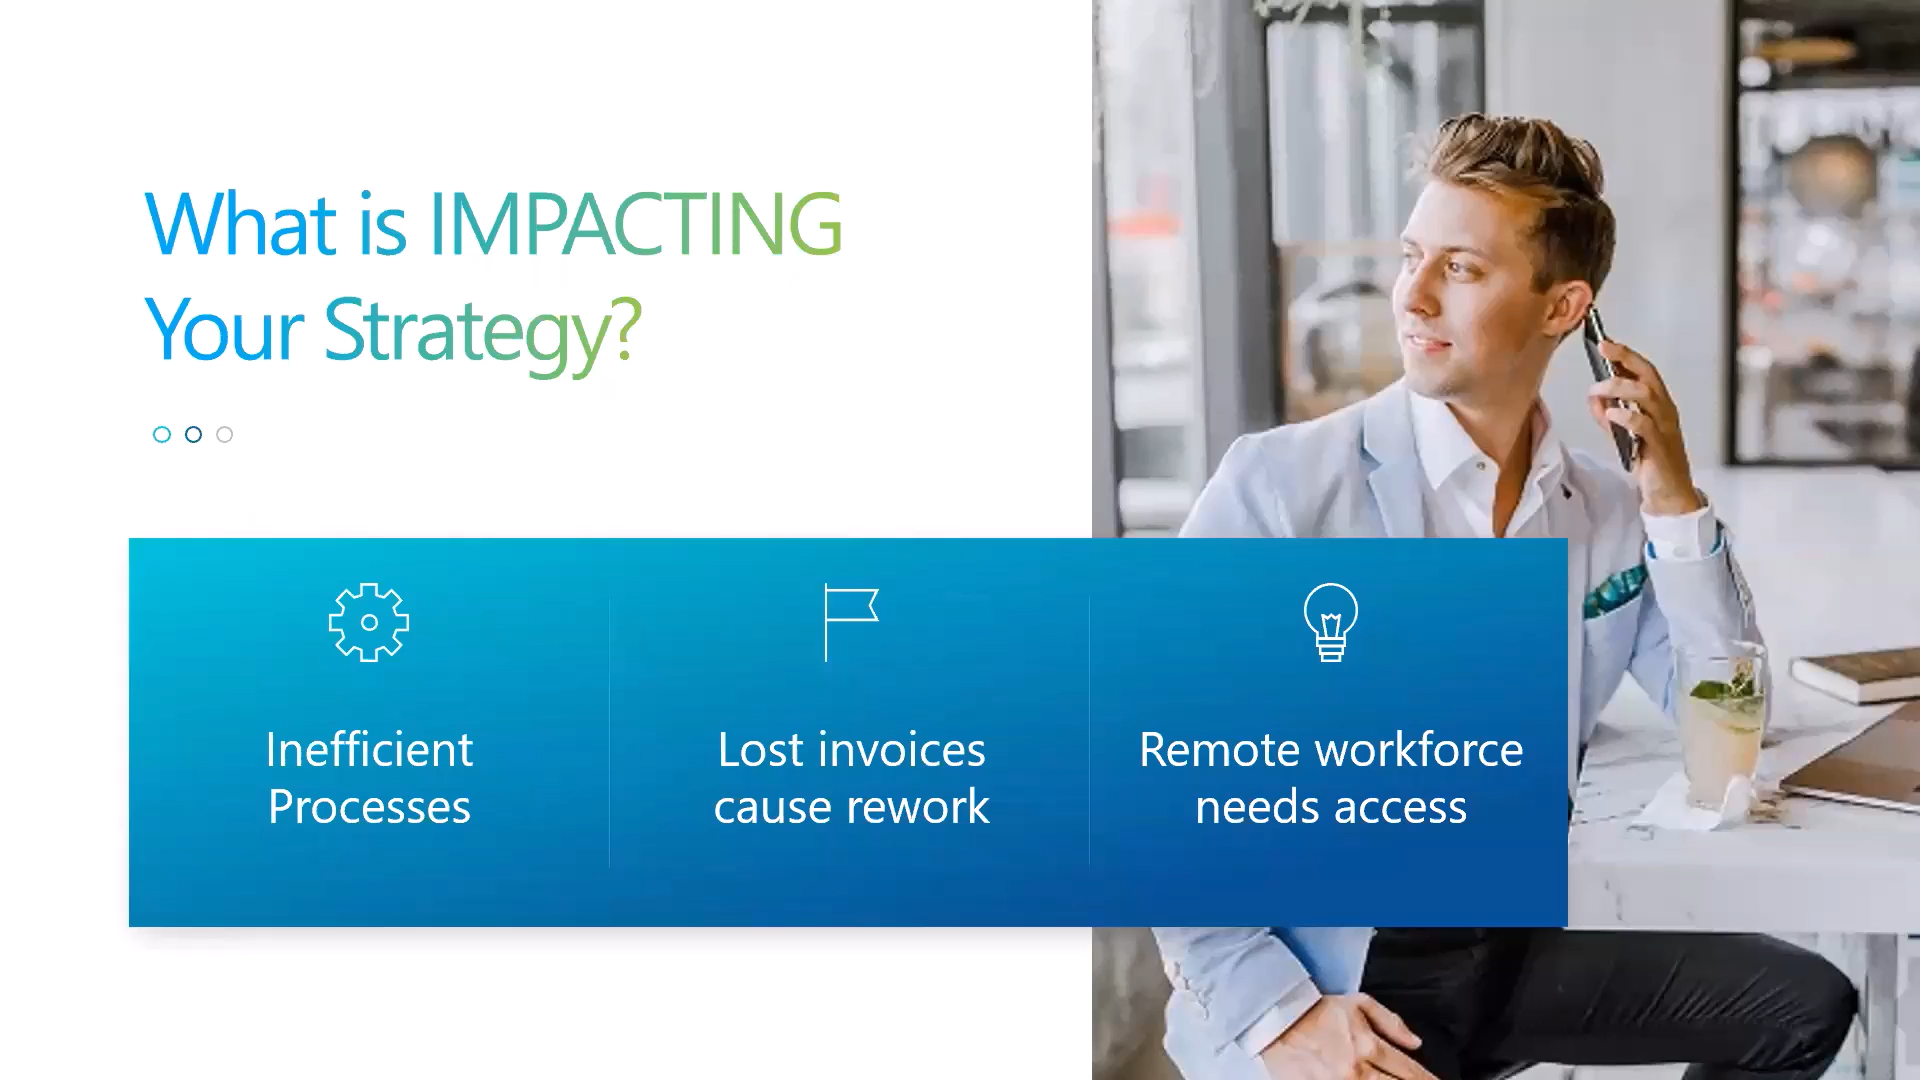 What is IMPACTING
Your Strategy?
Inefficient
Processes
Lost invoices
cause rework
Remote workforce
needs access